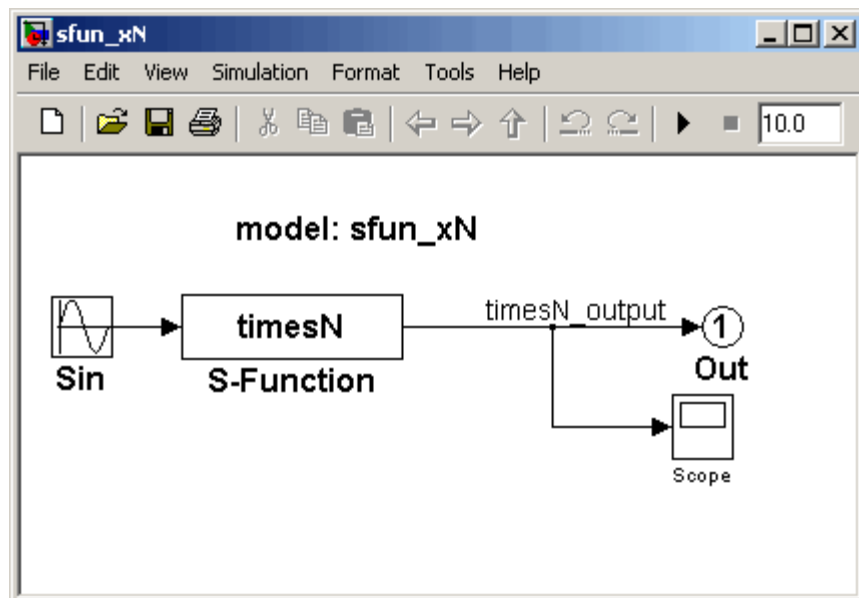 sfun_xN
File Edit View Simulation Format Tools Help
10.0
model: sfun_xN
timesN
timesN_output
1
Sin
S-Function
Out
Scope